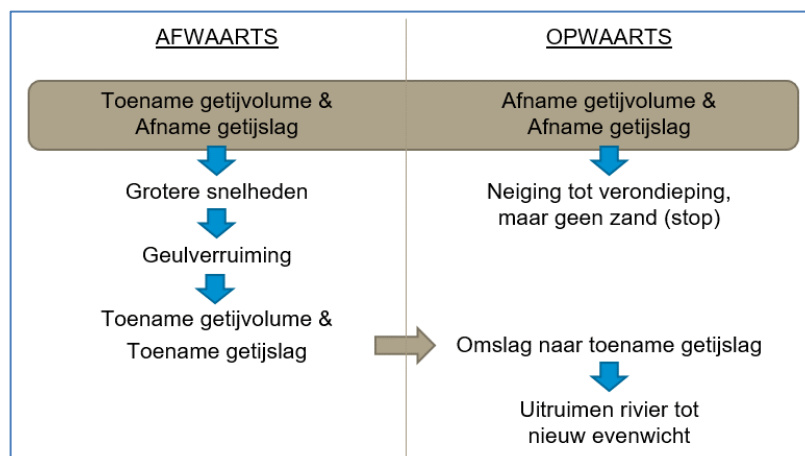 AFWAARTS
OPWAARTS
Toename getijvolume &
Afname getijslag
Afname getijvolume &
Afname getijslag
Grotere snelheden
Neiging tot verondieping,
maar geen zand (stop)
Geulverruiming
Toename getijvolume &
Toename getijslag
Omslag naar toename getijslag
Uitruimen rivier tot
nieuw evenwicht